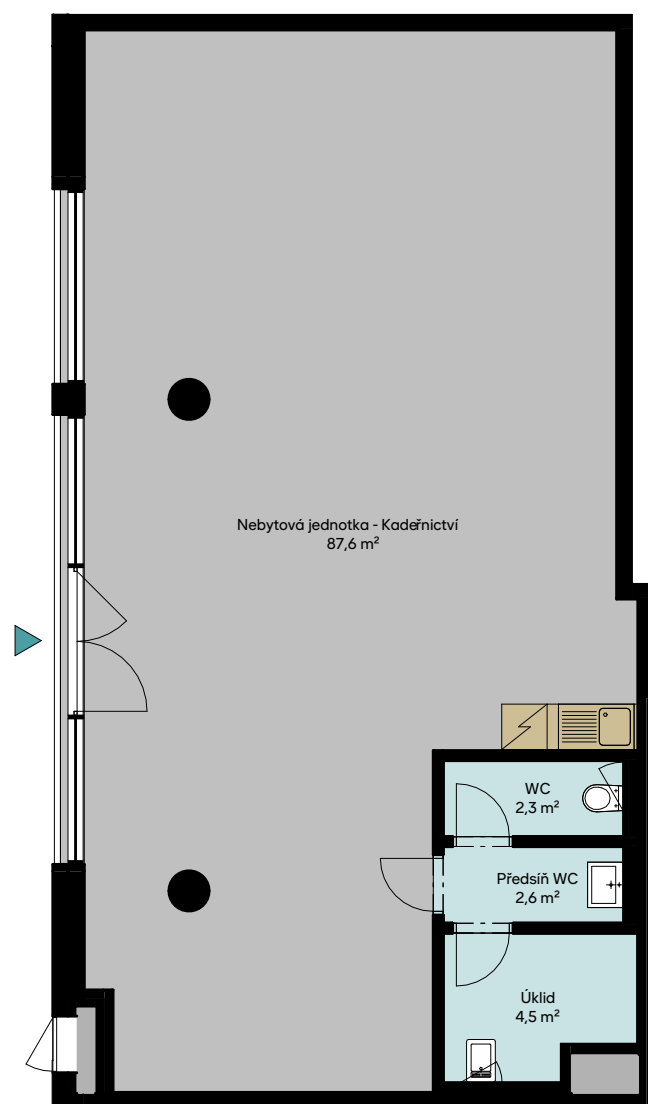 Nebytová jednotka - Kadeřnictví
87,6 m²
WC
2,3 m²
Předsíň WC
2,6 m²
Úklid
4,5 m²